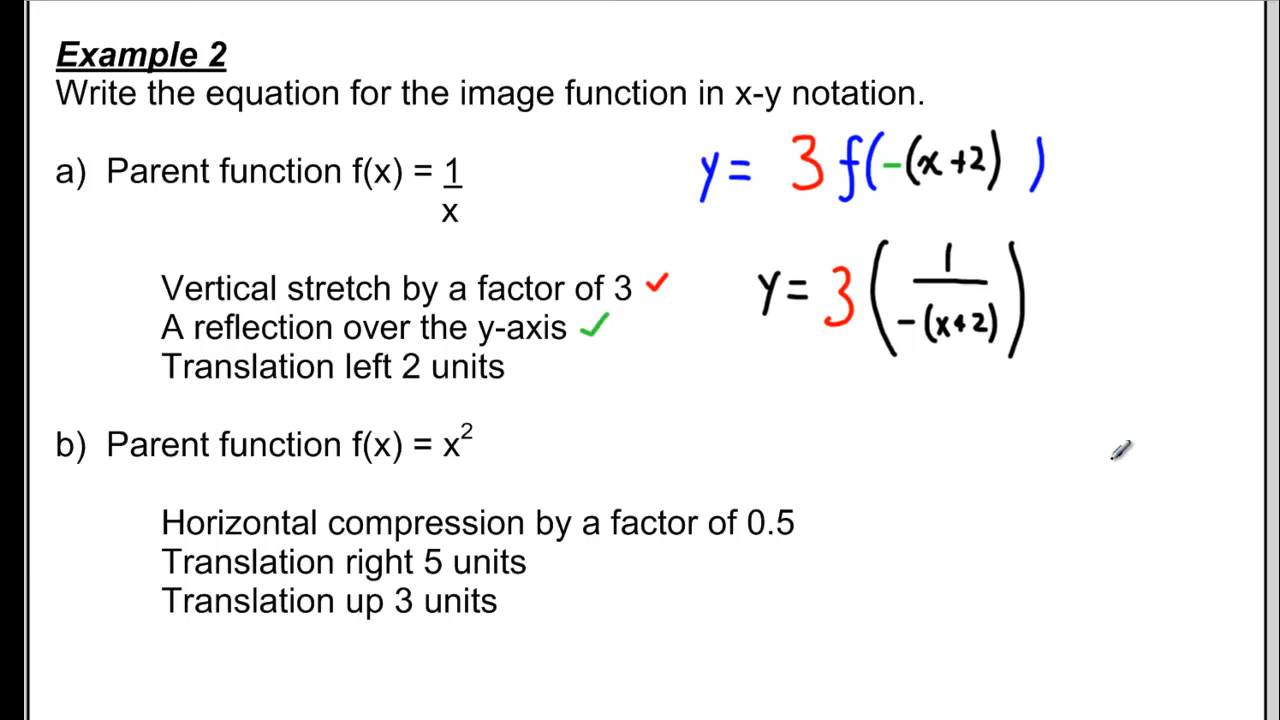 Example 2
Write the equation for the image function in x-y notation.
a) Parent function f(x) = 1
x
y = 3 f(-(x+2) )
Vertical stretch by a factor of 3 ✓
A reflection over the y-axis ✓
Translation left 2 units
y = 3 ( 1
-(x+2) )
b) Parent function f(x) = x²
Horizontal compression by a factor of 0.5
Translation right 5 units
Translation up 3 units